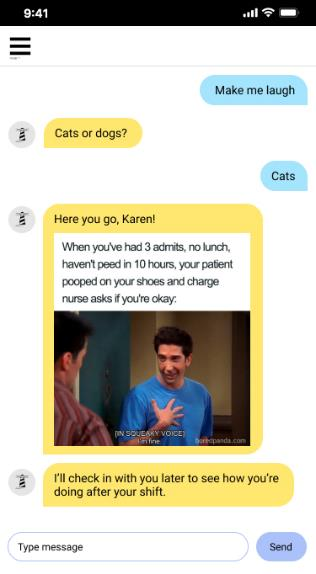 9:41
Make me laugh
Cats or dogs?
Cats
Here you go, Karen!
When you've had 3 admits, no lunch,
haven't peed in 10 hours, your patient
pooped on your shoes and charge
nurse asks if you're okay:
[IN SQUEAKY VOICE]
I'm fine.
boredpanda.com
I'll check in with you later to see how you're
doing after your shift.
Type message
Send